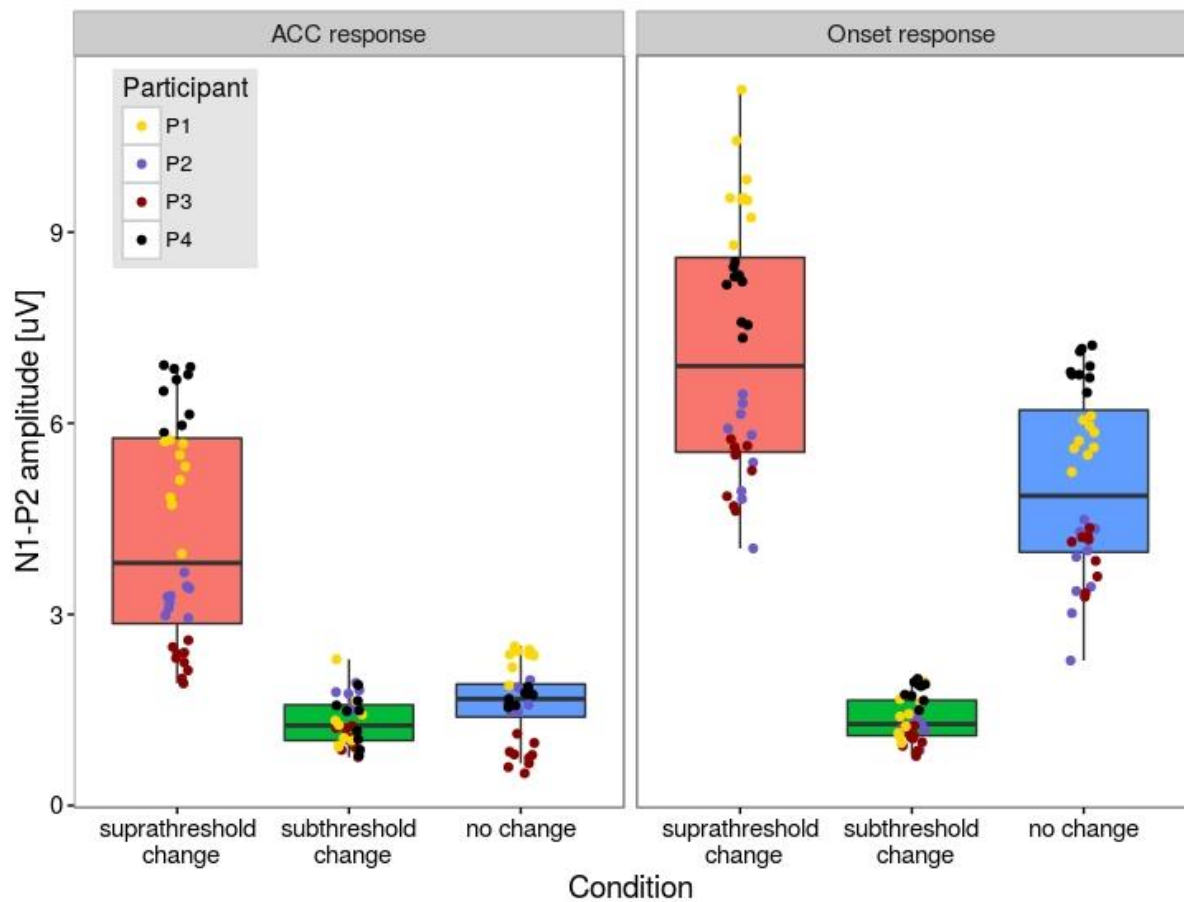 ACC response
Onset response
Participant
P1
P2
P3
P4
N1-P2 amplitude [uV]
9
6
3
0
suprathreshold
change
subthreshold
change
no change
suprathreshold
change
subthreshold
change
no change
Condition